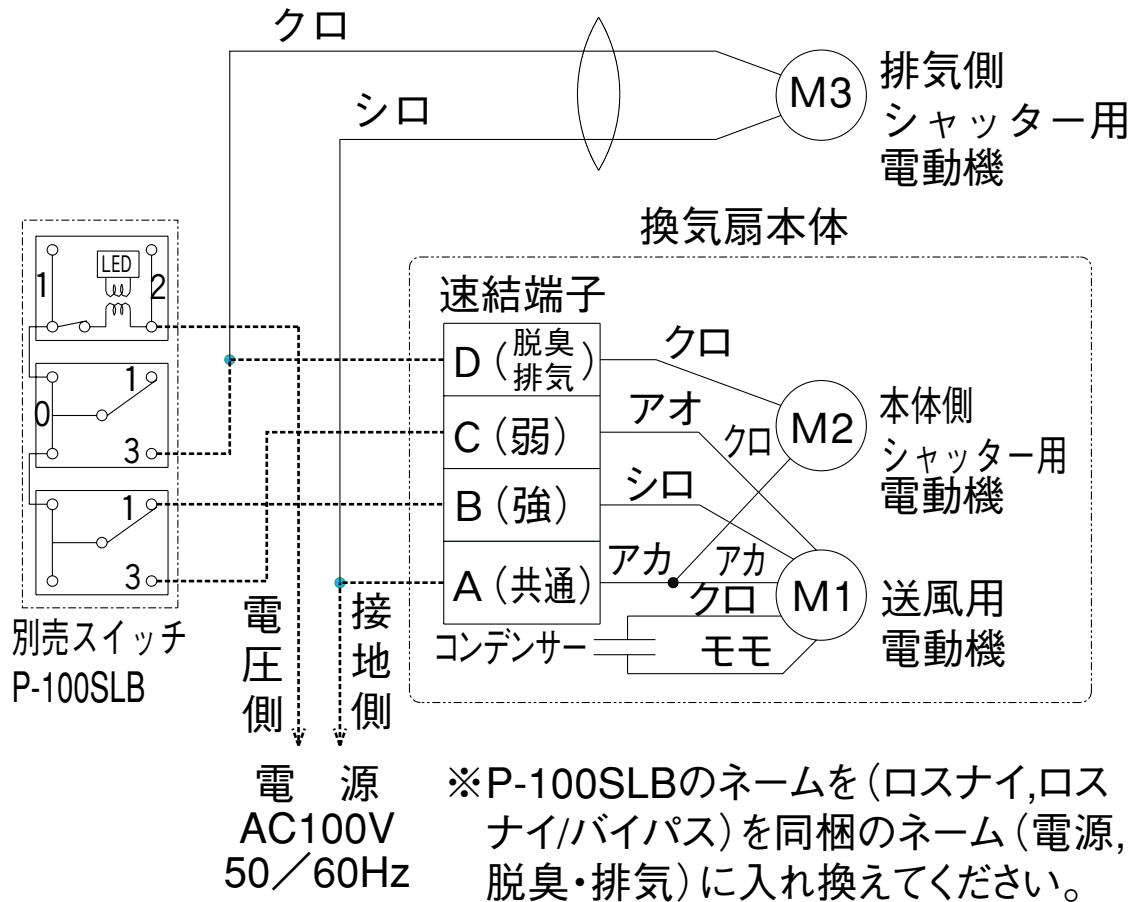 クロ
シロ
M3
排気側
シャッター用
電動機
換気扇本体
LED
1
2
速結端子
D（脱臭
排気）
クロ
1
0
3
C（弱）
アオ
クロ
M2
本体側
シャッター用
電動機
1
B（強）
シロ
3
A（共通）
アカ
アカ
クロ
M1
送風用
電動機
コンデンサー
モモ
別売スイッチ
P-100SLB
電圧側
接地側
電 源
AC100V
50／60Hz
※P-100SLBのネームを（ロスナイ,ロス
ナイ/バイパス）を同梱のネーム（電源,
脱臭・排気）に入れ換えてください。